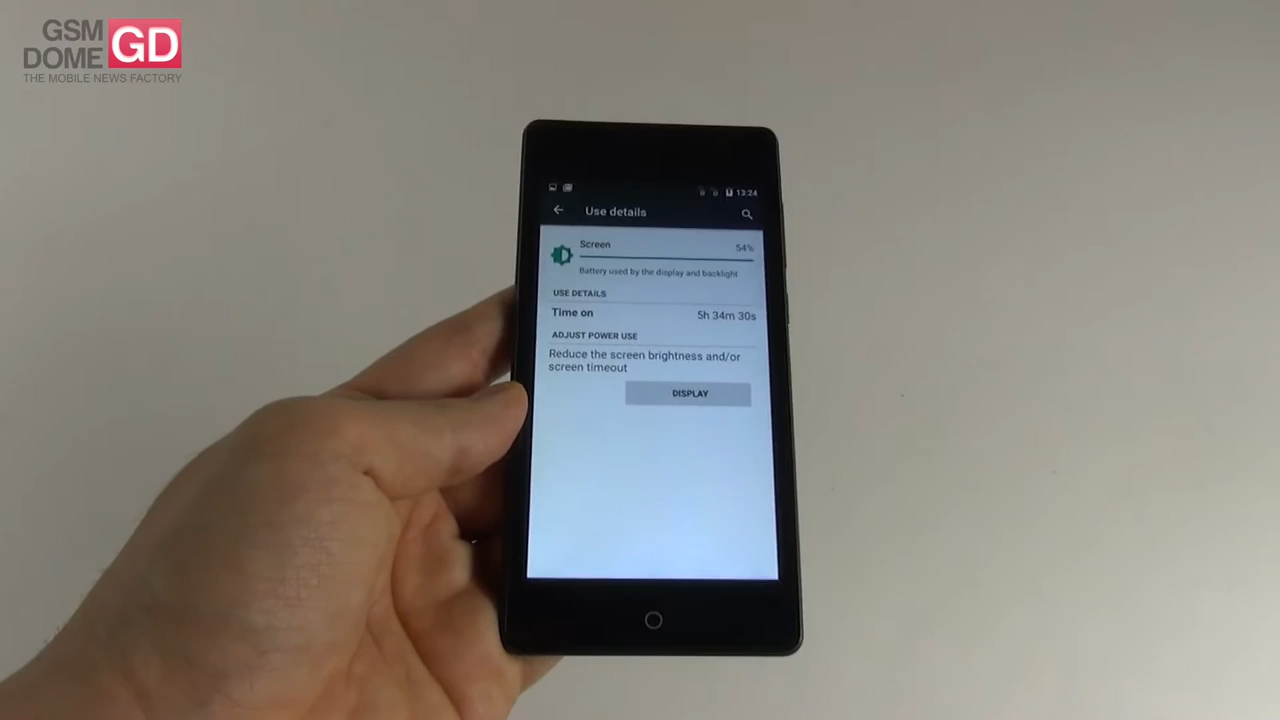 GSM
DOME
GD
THE MOBILE NEWS FACTORY
13:24
Use details
Screen
54%
Battery used by the display and backlight
USE DETAILS
Time on
5h 34m 30s
ADJUST POWER USE
Reduce the screen brightness and/or
screen timeout
DISPLAY